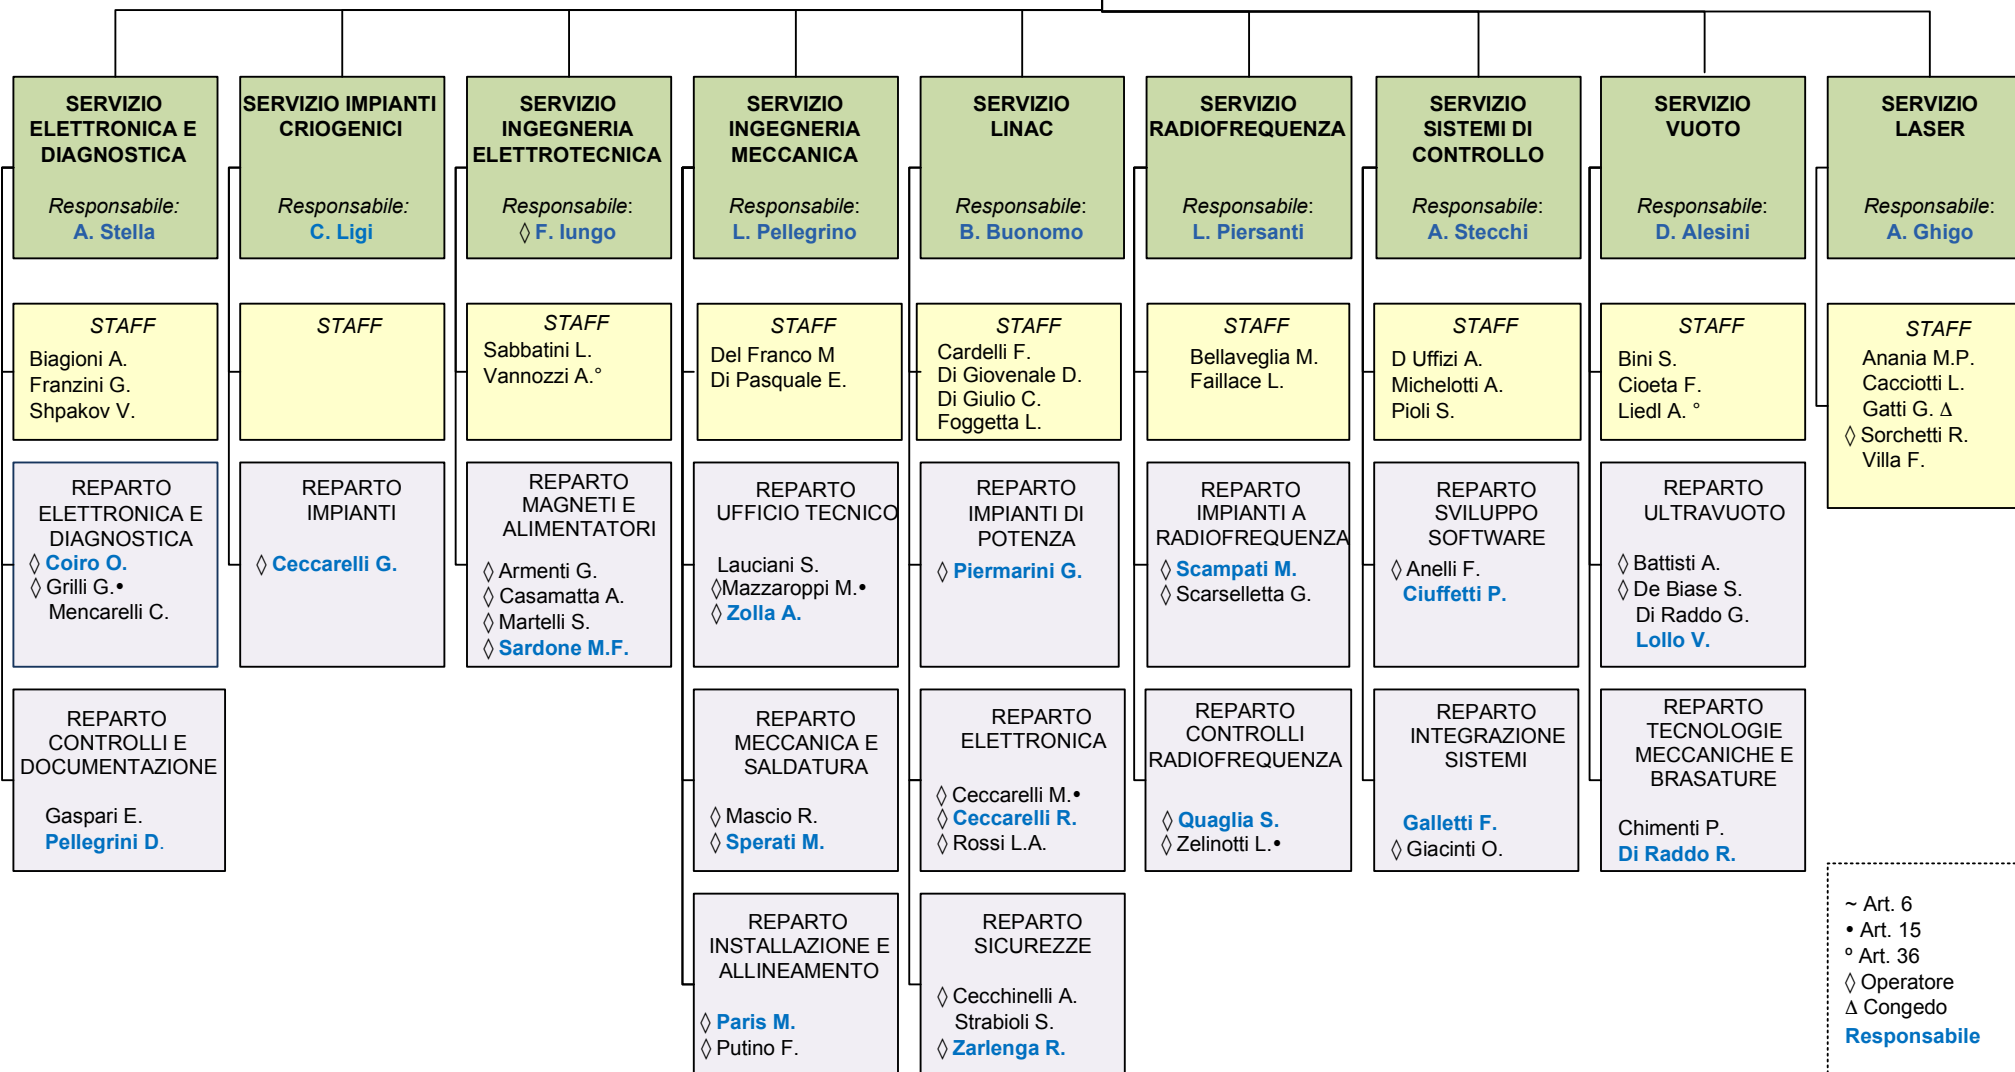 SERVIZIO
ELETTRONICA E
DIAGNOSTICA
Responsabile:
A. Stella
STAFF
Biagioni A.
Franzini G.
Shpakov V.
REPARTO
ELETTRONICA E
DIAGNOSTICA
◊ Coiro O.
◊ Grilli G.•
Mencarelli C.
REPARTO
CONTROLLI E
DOCUMENTAZIONE
Gaspari E.
Pellegrini D.
SERVIZIO IMPIANTI
CRIOGENICI
Responsabile:
C. Ligi
STAFF
REPARTO
IMPIANTI
◊ Ceccarelli G.
SERVIZIO
INGEGNERIA
ELETTROTECNICA
Responsabile:
◊ F. Iungo
STAFF
Sabbatini L.
Vannozzi A.°
REPARTO
MAGNETI E
ALIMENTATORI
◊ Armenti G.
◊ Casamatta A.
◊ Martelli S.
◊ Sardone M.F.
SERVIZIO
INGEGNERIA
MECCANICA
Responsabile:
L. Pellegrino
STAFF
Del Franco M
Di Pasquale E.
REPARTO
UFFICIO TECNICO
Lauciani S.
◊Mazzaroppi M.•
◊ Zolla A.
REPARTO
MECCANICA E
SALDATURA
◊ Mascio R.
◊ Sperati M.
REPARTO
INSTALLAZIONE E
ALLINEAMENTO
◊ Paris M.
◊ Putino F.
SERVIZIO
LINAC
Responsabile:
B. Buonomo
STAFF
Cardelli F.
Di Giovenale D.
Di Giulio C.
Foggetta L.
REPARTO
IMPIANTI DI
POTENZA
◊ Piermarini G.
REPARTO
ELETTRONICA
◊ Ceccarelli M.•
◊ Ceccarelli R.
◊ Rossi L.A.
REPARTO
SICUREZZE
◊ Cecchinelli A.
Strabioli S.
◊ Zarlenga R.
SERVIZIO
RADIOFREQUENZA
Responsabile:
L. Piersanti
STAFF
Bellaveglia M.
Faillace L.
REPARTO
IMPIANTI A
RADIOFREQUENZA
◊ Scampati M.
◊ Scarselletta G.
REPARTO
CONTROLLI
RADIOFREQUENZA
◊ Quaglia S.
◊ Zelinotti L.•
SERVIZIO
SISTEMI DI
CONTROLLO
Responsabile:
A. Stecchi
STAFF
D Uffizi A.
Michelotti A.
Pioli S.
REPARTO
SVILUPPO
SOFTWARE
◊ Anelli F.
Ciuffetti P.
REPARTO
INTEGRAZIONE
SISTEMI
Galletti F.
◊ Giacinti O.
SERVIZIO
VUOTO
Responsabile:
D. Alesini
STAFF
Bini S.
Cioeta F.
Liedl A. °
REPARTO
ULTRAVUOTO
◊ Battisti A.
◊ De Biase S.
Di Raddo G.
Lollo V.
REPARTO
TECNOLOGIE
MECCANICHE E
BRASATURE
Chimenti P.
Di Raddo R.
SERVIZIO
LASER
Responsabile:
A. Ghigo
STAFF
Anania M.P.
Cacciotti L.
Gatti G. Δ
◊ Sorchetti R.
Villa F.
~ Art. 6
• Art. 15
° Art. 36
◊ Operatore
Δ Congedo
Responsabile